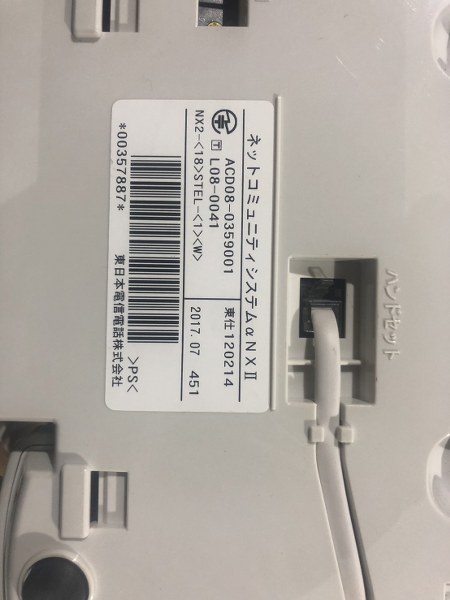 ネットコミュニティシステムαNXⅡ
ACD08-0359001
L08-0041
東仕120214
NX2-<18>STEL-<1><W>
2017.07 451
*00357887*
>PS<
東日本電信電話株式会社
ハンドセット